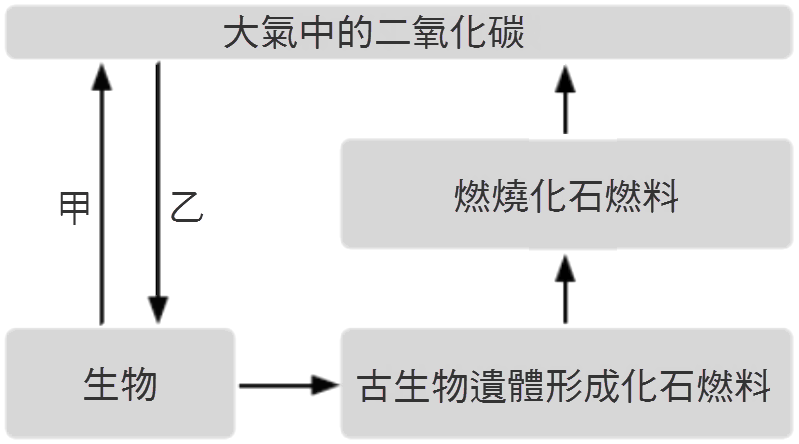 大氣中的二氧化碳
甲
乙
燃燒化石燃料
生物
古生物遺體形成化石燃料